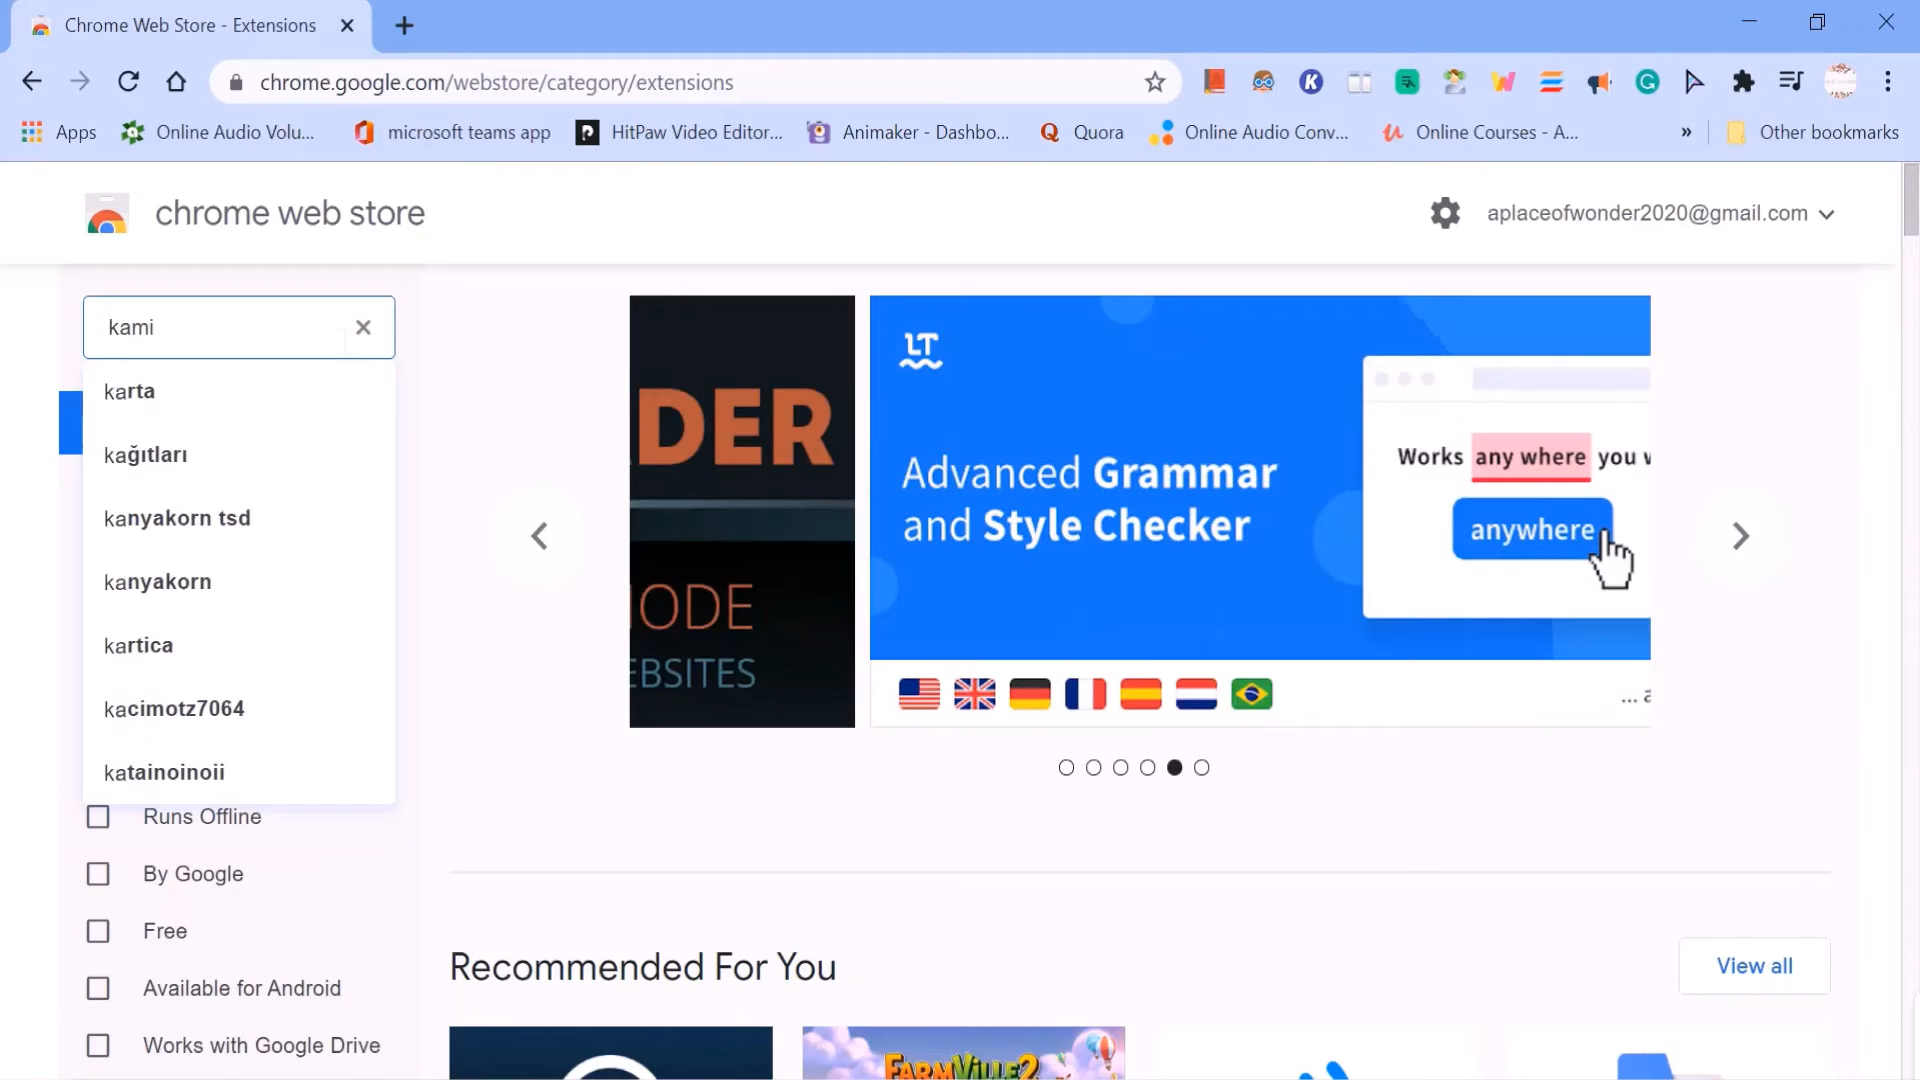 Chrome Web Store - Extensions
chrome.google.com/webstore/category/extensions
Apps
Online Audio Volu...
microsoft teams app
HitPaw Video Editor...
Animaker - Dashbo...
Quora
Online Audio Conv...
Online Courses - A...
»
Other bookmarks
chrome web store
aplaceofwonder2020@gmail.com
kami
karta
kağıtları
kanyakorn tsd
kanyakorn
kartica
kacimotz7064
katainoinoii
Runs Offline
By Google
Free
Available for Android
Works with Google Drive
DER
ODE
EBSITES
LT
Advanced Grammar
and Style Checker
Works any where you
anywhere
... a
Recommended For You
View all
FARMVILLE 2